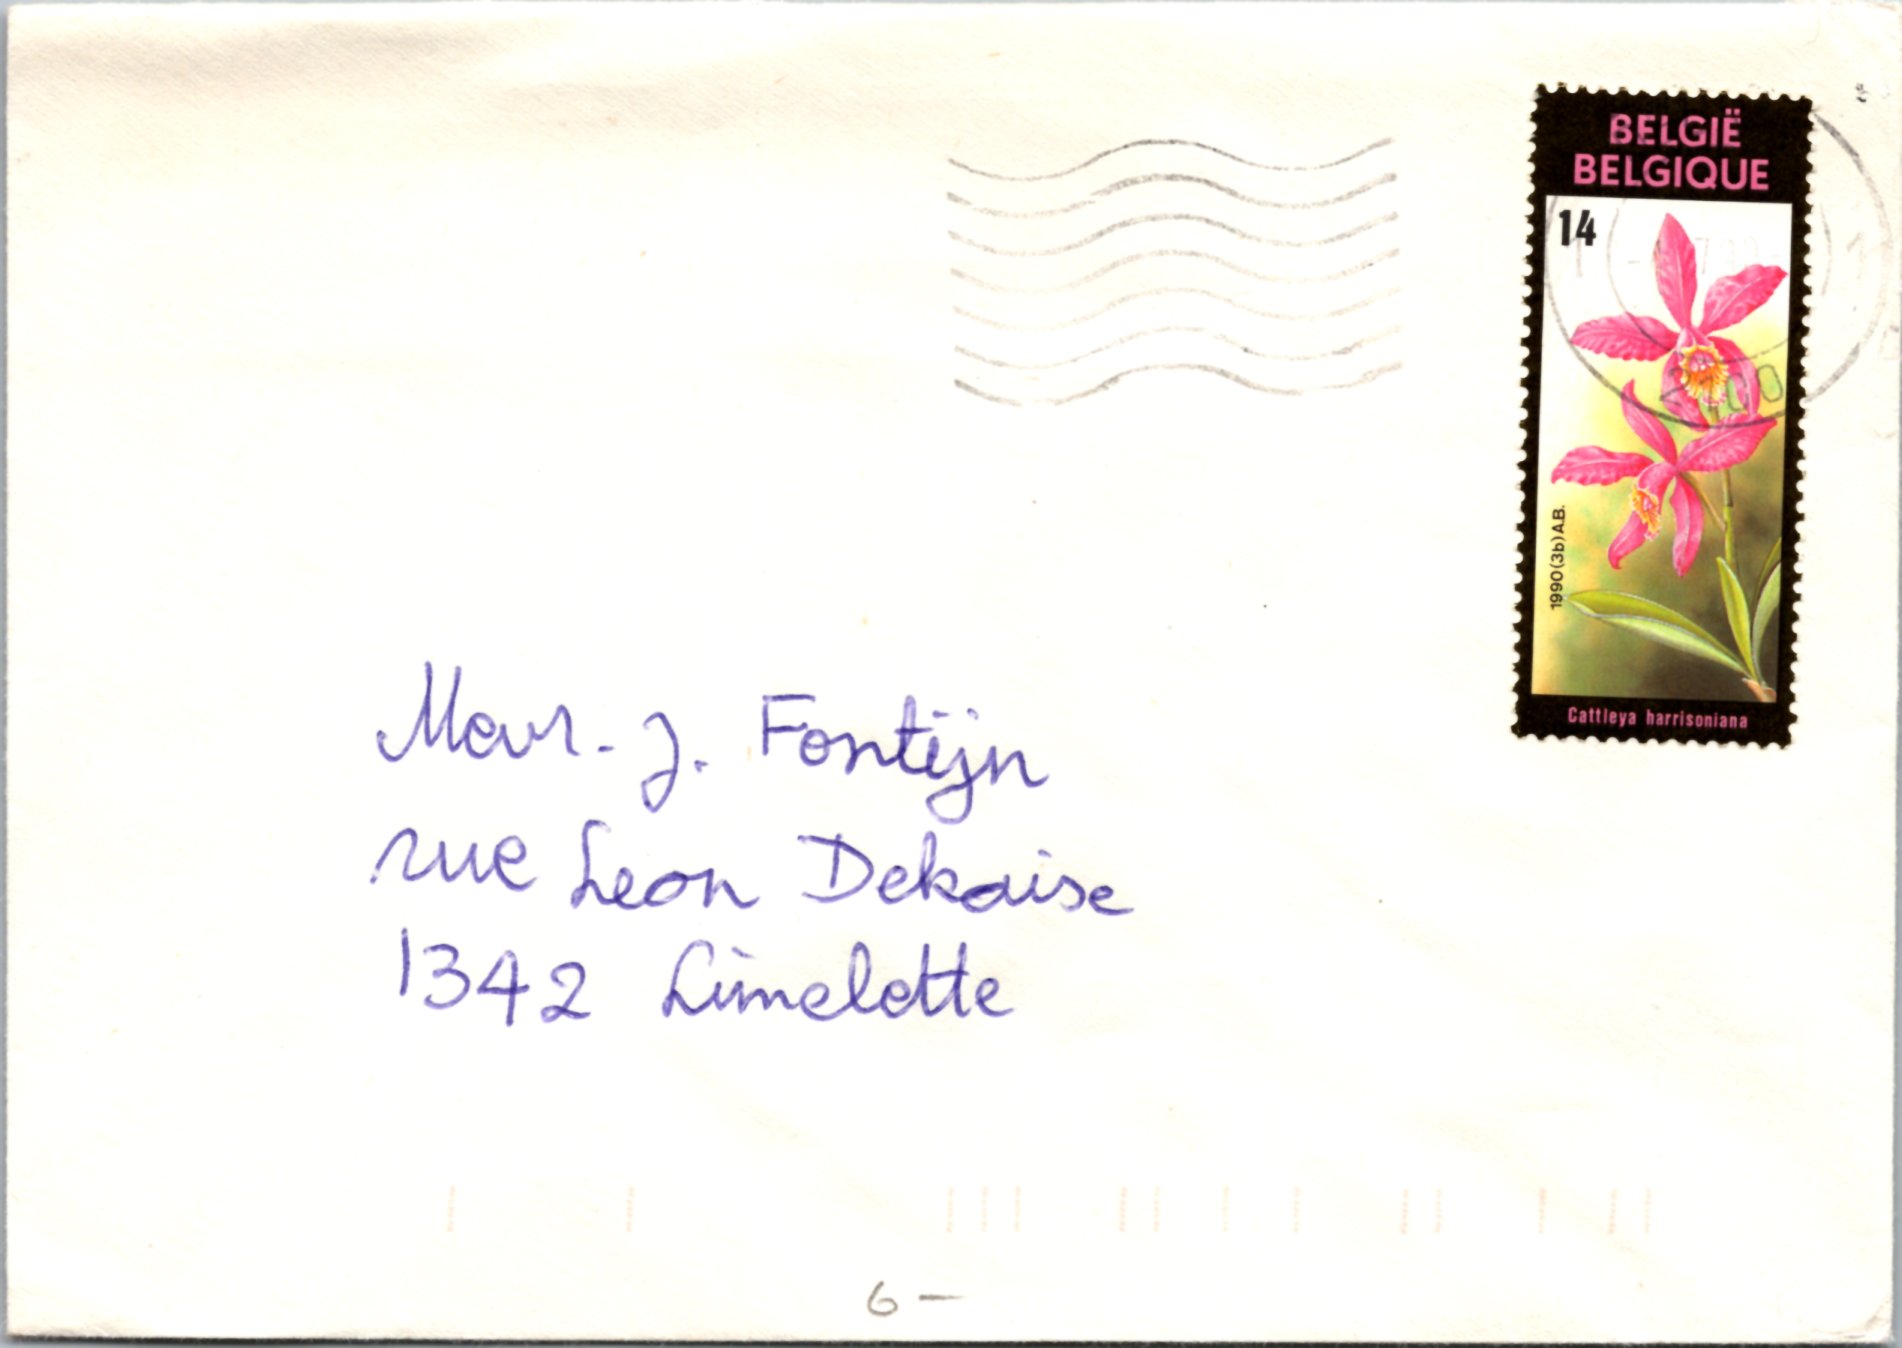 BELGIË
BELGIQUE
14
1990 (3b) A.B.
Cattleya harrisoniana
Mevr. J. Fontijn
rue Leon Dekaise
1342 Limelette
6 –